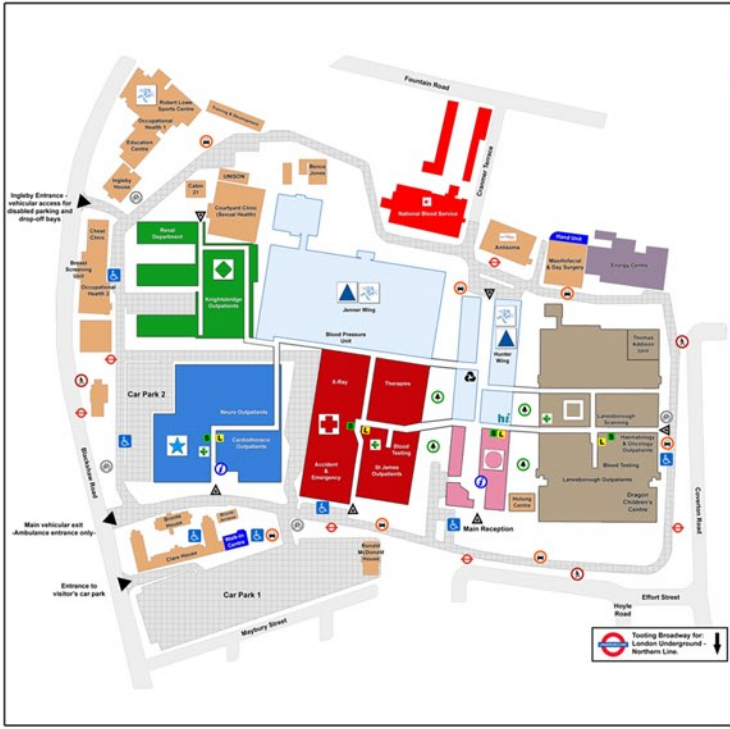 Fountain Road
Robert Lowe
Sports Centre
Training & Development
Occupational
Health 1
Education
Centre
Cranmer Terrace
Ingleby
House
UNISON
Bence
Jones
Cabin
21
Ingleby Entrance -
vehicular access for
disabled parking and
drop-off bays
Courtyard Clinic
(Sexual Health)
National Blood Service
Chest
Clinic
Renal
Department
Antisoma
Hand Unit
Maxillofacial
& Day Surgery
Energy Centre
Breast
Screening
Unit
Occupational
Health 2
Knightsbridge
Outpatients
Jenner Wing
Blood Pressure
Unit
Hunter
Wing
Thomas
Addison Unit
X-Ray
Therapies
Car Park 2
Neuro Outpatients
Cardiothoracic
Outpatients
S
L
S
L
hi
Lanesborough
Scanning
S
L
S
L
Haematology
& Oncology
Outpatients
Blood
Testing
Blood Testing
Accident
&
Emergency
St James
Outpatients
Lanesborough Outpatients
Dragon
Children's
Centre
Hotung
Centre
Blackshaw Road
Coverton Road
Main vehicular exit
-Ambulance entrance only-
Bronte
House
Walk-In
Centre
Clare House
Main Reception
Ronald
McDonald
House
Entrance to
visitor's car park
Car Park 1
Maybury Street
Effort Street
Hoyle
Road
UNDERGROUND
Tooting Broadway for:
London Underground -
Northern Line.